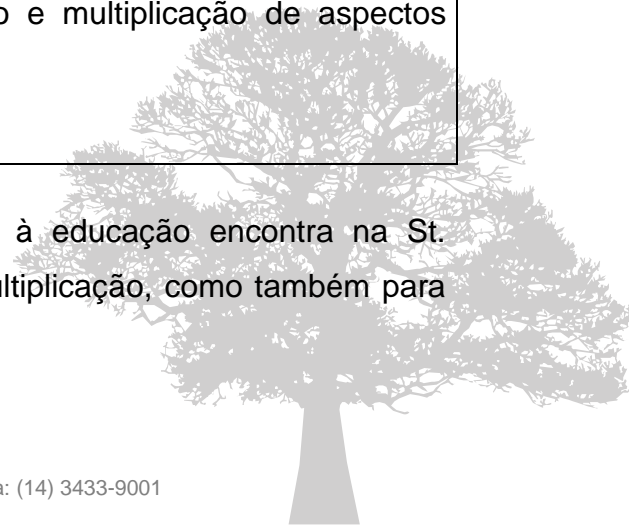 o e multiplicação de aspectos
à educação encontra na St.
ultiplicação, como também para
a: (14) 3433-9001